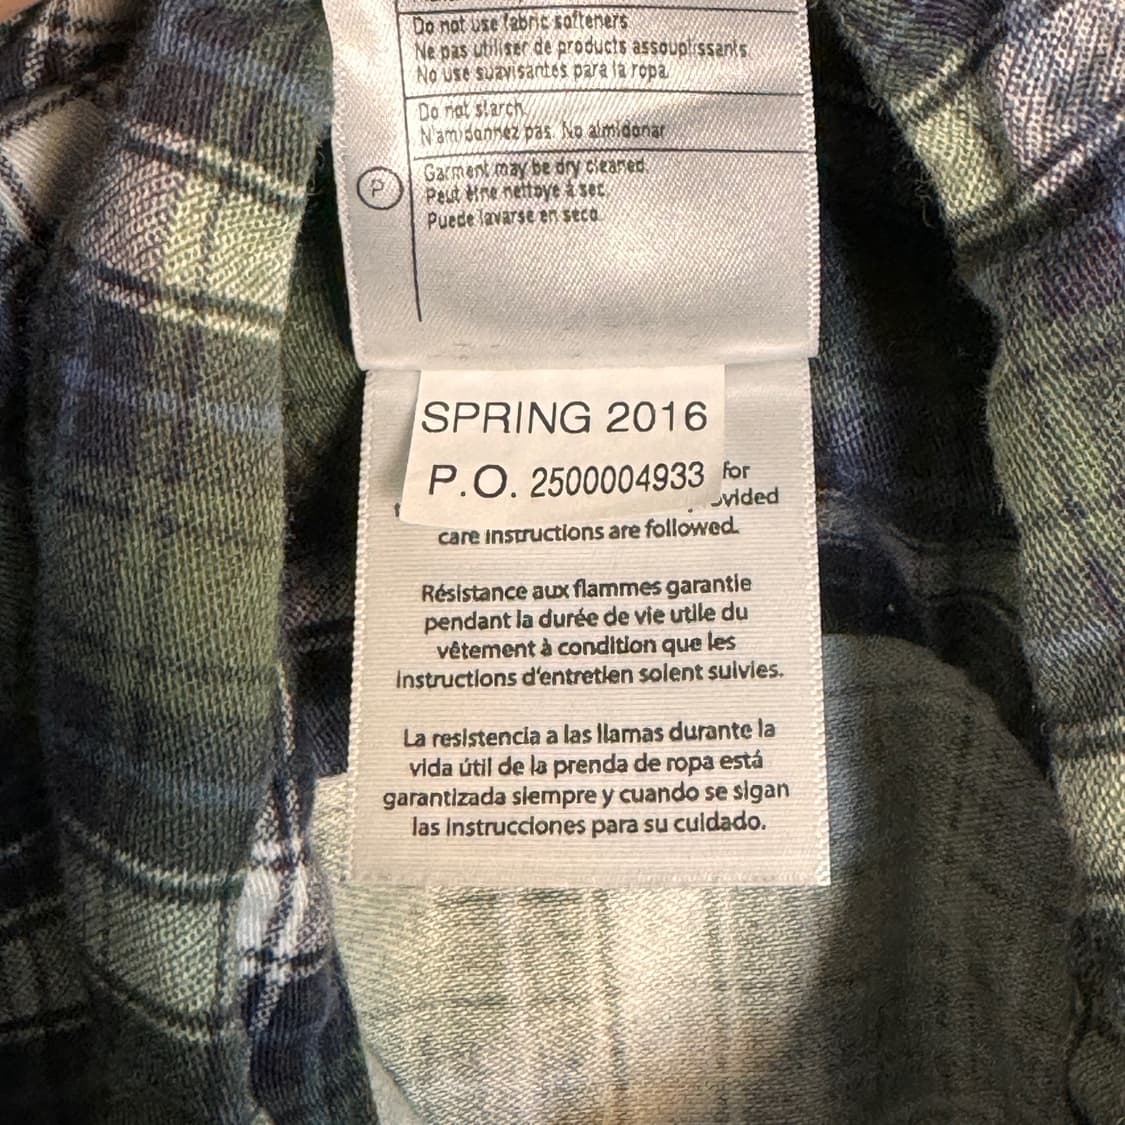 Do not use fabric softeners
Ne pas utiliser de products assouplissants
No use suavisantes para la ropa.
Do not starch.
N'amidonnez pas. No almidonar
P
Garment may be dry cleaned.
Peut être nettoye à sec.
Puede lavarse en seco
SPRING 2016
P.O. 2500004933
for
ovided
care instructions are followed.
Résistance aux flammes garantie
pendant la durée de vie utile du
vêtement à condition que les
instructions d'entretien soient suivies.
La resistencia a las llamas durante la
vida útil de la prenda de ropa está
garantizada siempre y cuando se sigan
las instrucciones para su cuidado.